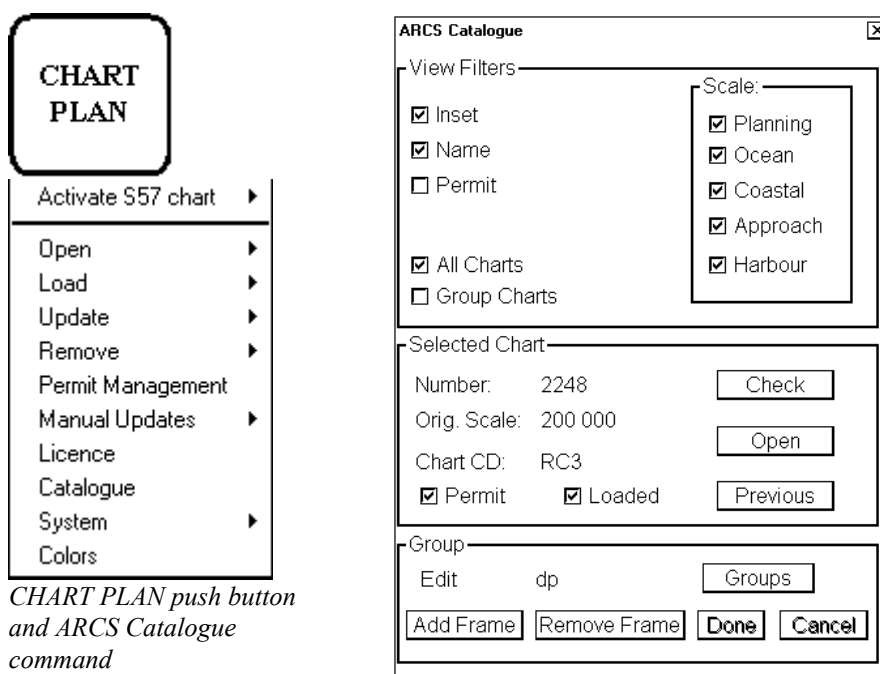 CHART
PLAN
Activate S57 chart
Open
Load
Update
Remove
Permit Management
Manual Updates
Licence
Catalogue
System
Colors
CHART PLAN push button
and ARCS Catalogue
command
ARCS Catalogue
View Filters
Inset
Name
Permit
All Charts
Group Charts
Scale:
Planning
Ocean
Coastal
Approach
Harbour
Selected Chart
Number: 2248 Check
Orig. Scale: 200 000
Open
Chart CD: RC3
Permit Loaded Previous
Group
Edit dp Groups
Add Frame Remove Frame Done Cancel